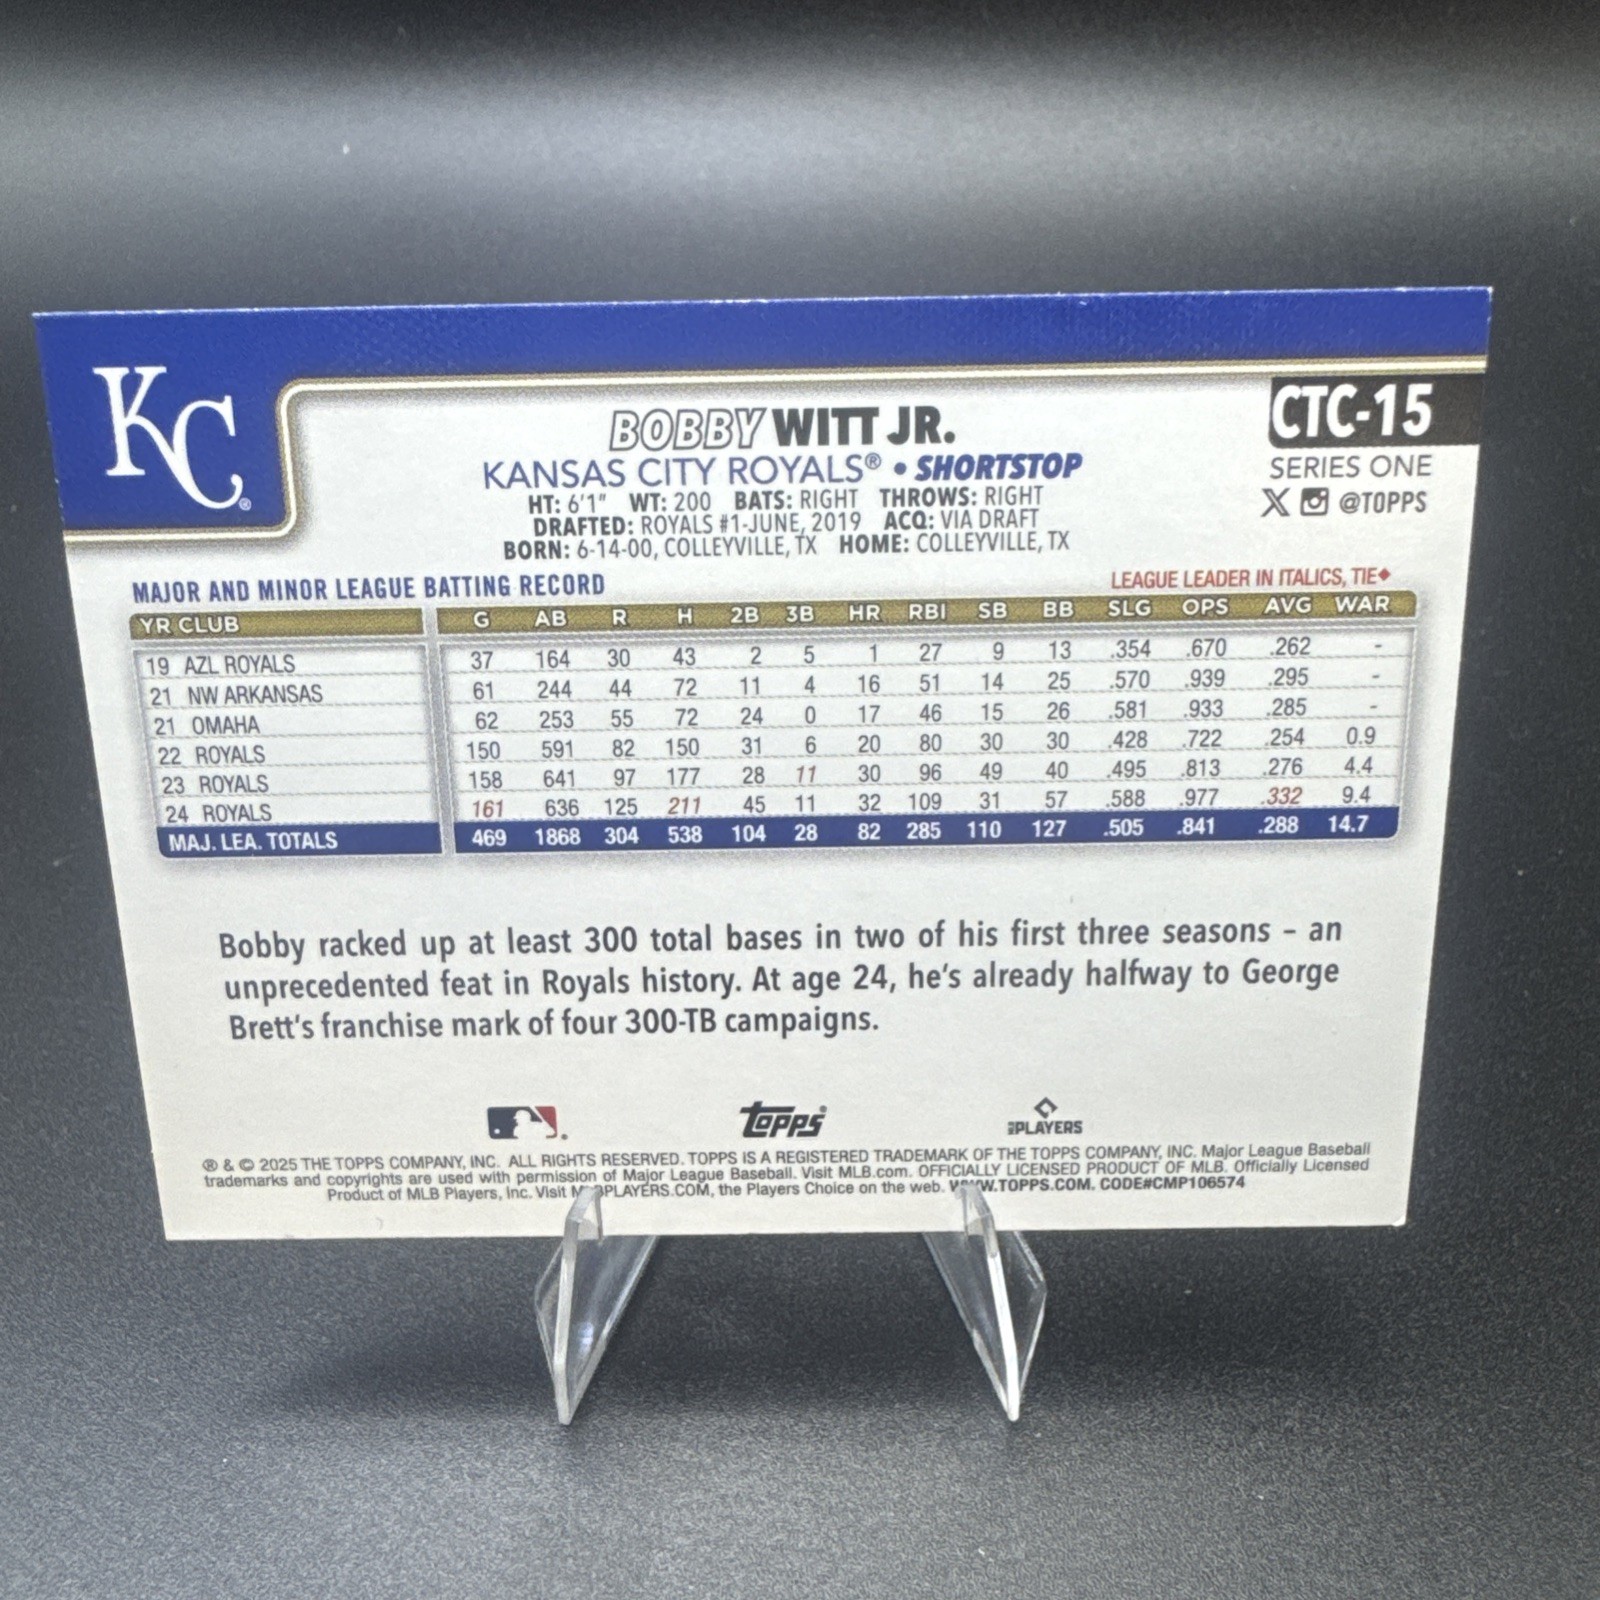 KC®
BOBBY WITT JR.
CTC-15
KANSAS CITY ROYALS® • SHORTSTOP
SERIES ONE
HT: 6'1" WT: 200 BATS: RIGHT THROWS: RIGHT
@TOPPS
DRAFTED: ROYALS #1-JUNE, 2019 ACQ: VIA DRAFT
BORN: 6-14-00, COLLEYVILLE, TX HOME: COLLEYVILLE, TX
MAJOR AND MINOR LEAGUE BATTING RECORD
LEAGUE LEADER IN ITALICS, TIE♦
YR CLUB G AB R H 2B 3B HR RBI SB BB SLG OPS AVG WAR
19 AZL ROYALS 37 164 30 43 2 5 1 27 9 13 .354 .670 .262 -
21 NW ARKANSAS 61 244 44 72 11 4 16 51 14 25 .570 .939 .295 -
21 OMAHA 62 253 55 72 24 0 17 46 15 26 .581 .933 .285 -
22 ROYALS 150 591 82 150 31 6 20 80 30 30 .428 .722 .254 0.9
23 ROYALS 158 641 97 177 28 11 30 96 49 40 .495 .813 .276 4.4
24 ROYALS 161 636 125 211 45 11 32 109 31 57 .588 .977 .332 9.4
MAJ. LEA. TOTALS 469 1868 304 538 104 28 82 285 110 127 .505 .841 .288 14.7
Bobby racked up at least 300 total bases in two of his first three seasons – an
unprecedented feat in Royals history. At age 24, he's already halfway to George
Brett's franchise mark of four 300-TB campaigns.
Topps®
MLBPLAYERS
® & © 2025 THE TOPPS COMPANY, INC. ALL RIGHTS RESERVED. TOPPS IS A REGISTERED TRADEMARK OF THE TOPPS COMPANY, INC. Major League Baseball
trademarks and copyrights are used with permission of Major League Baseball. Visit MLB.com. OFFICIALLY LICENSED PRODUCT OF MLB. Officially Licensed
Product of MLB Players, Inc. Visit MLBPLAYERS.COM, the Players Choice on the web. WWW.TOPPS.COM. CODE#CMP106574